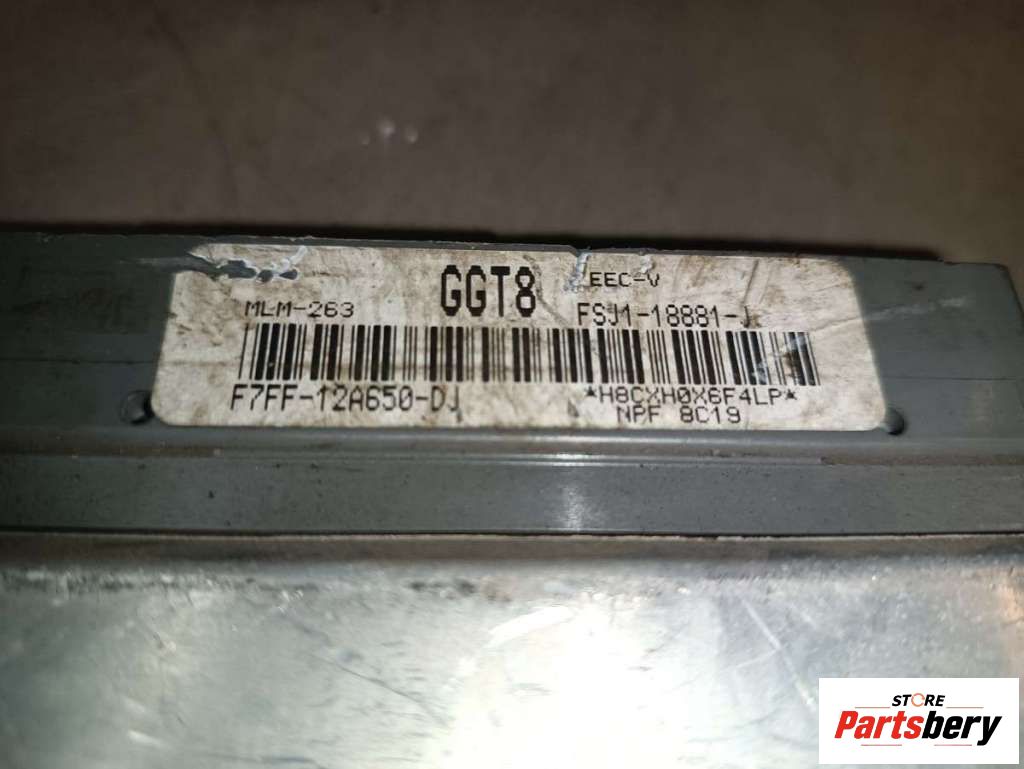 GGT8 EEC-V
MLM-263 FSJ1-18881-J
F7FF-12A650-DJ *H8CXH0X6F4LP*
NPF 8C19
STORE
Partsbery